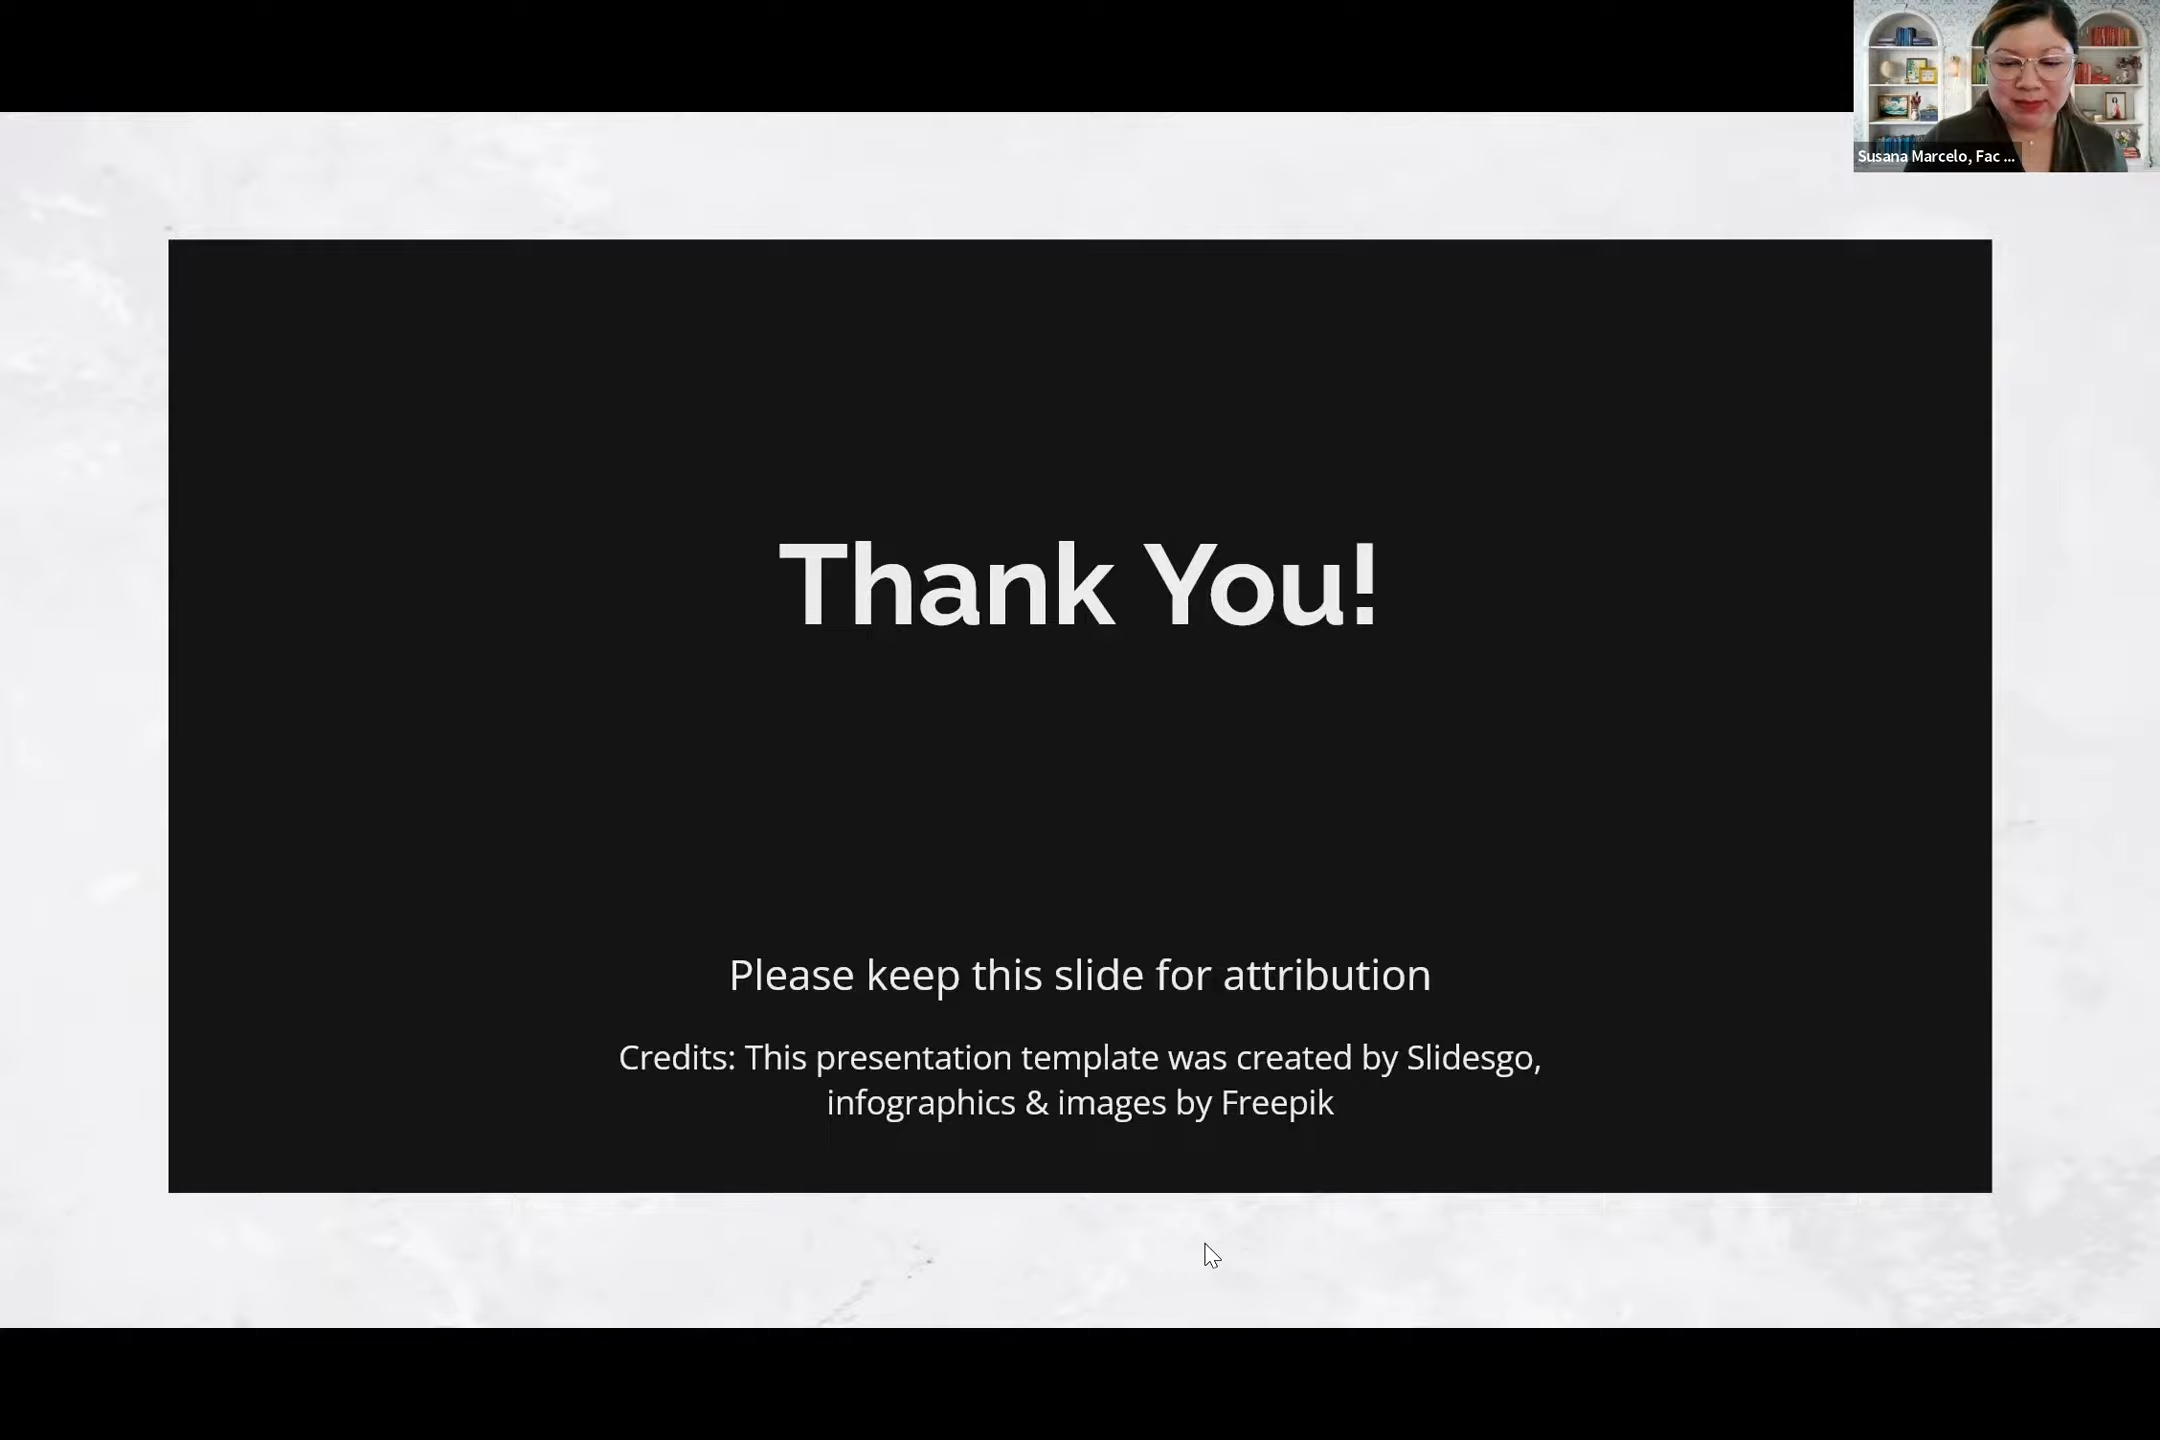 Susana Marcelo, Fac ...
Thank You!
Please keep this slide for attribution
Credits: This presentation template was created by Slidesgo,
infographics & images by Freepik